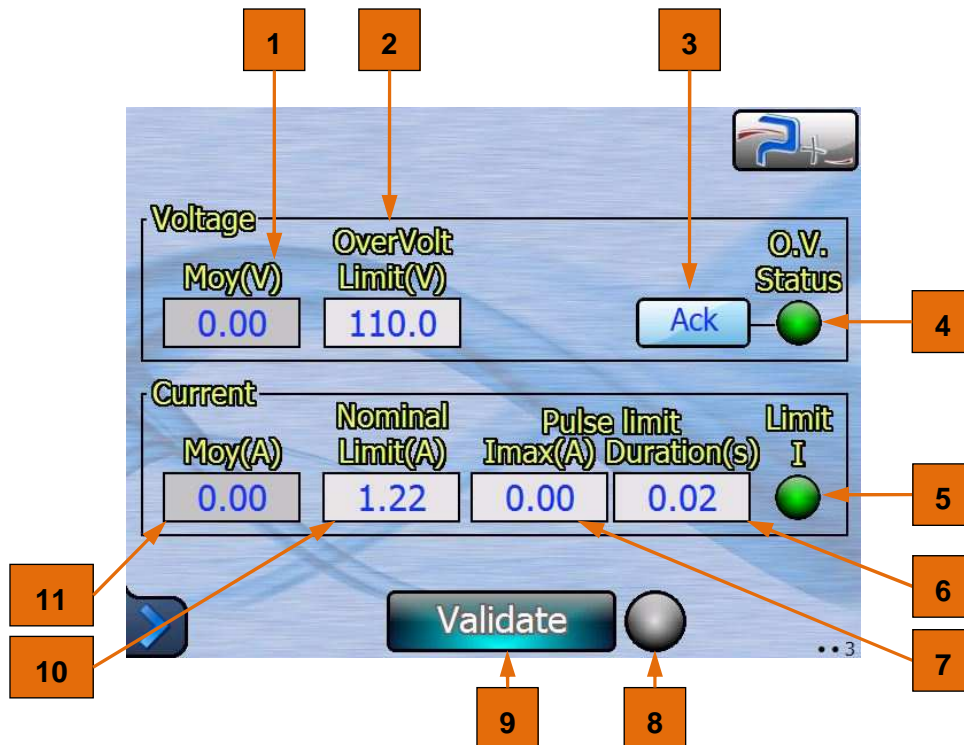 1 2 3
P+
Voltage
OverVolt
O.V.
Moy(V) Limit(V) Status
0.00 110.0 Ack
4
Current
Nominal Pulse limit Limit
Moy(A) Limit(A) Imax(A) Duration(s) I
0.00 1.22 0.00 0.02
5
6
11
Validate
10
7
•• 3
9 8